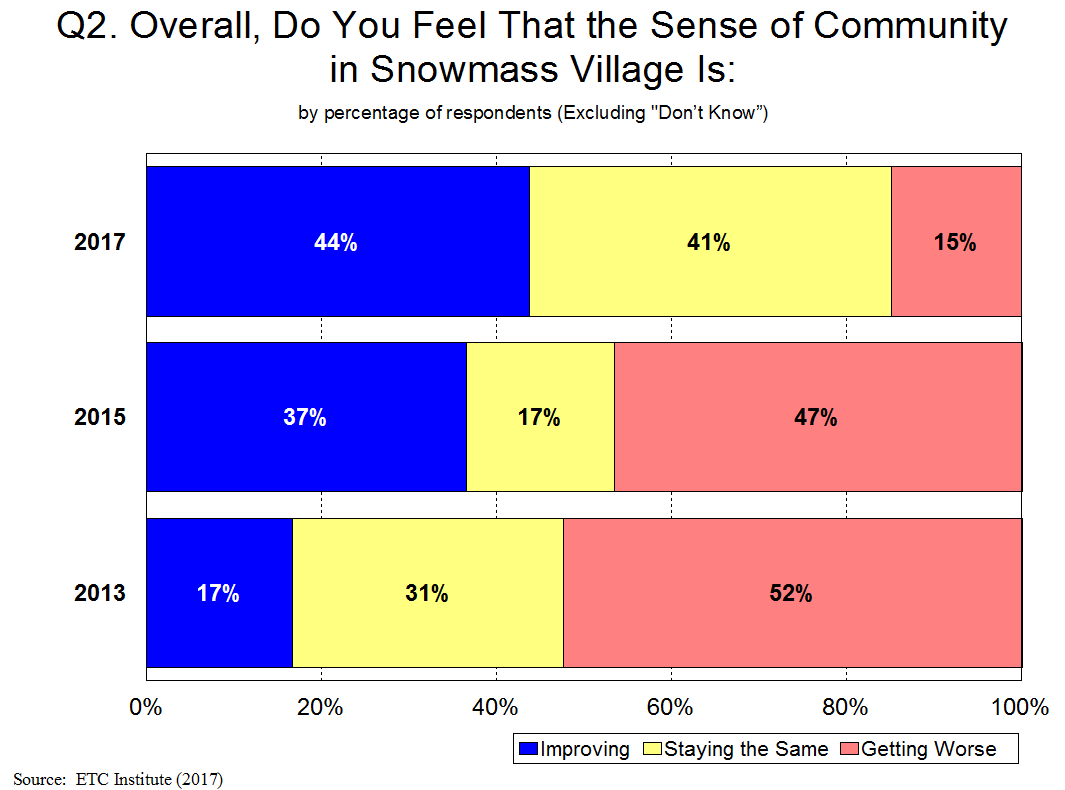 Q2. Overall, Do You Feel That the Sense of Community
in Snowmass Village Is:
by percentage of respondents (Excluding "Don’t Know”)
2017
44%
41%
15%
2015
37%
17%
47%
2013
17%
31%
52%
0%
20%
40%
60%
80%
100%
Improving
Staying the Same
Getting Worse
Source:  ETC Institute (2017)